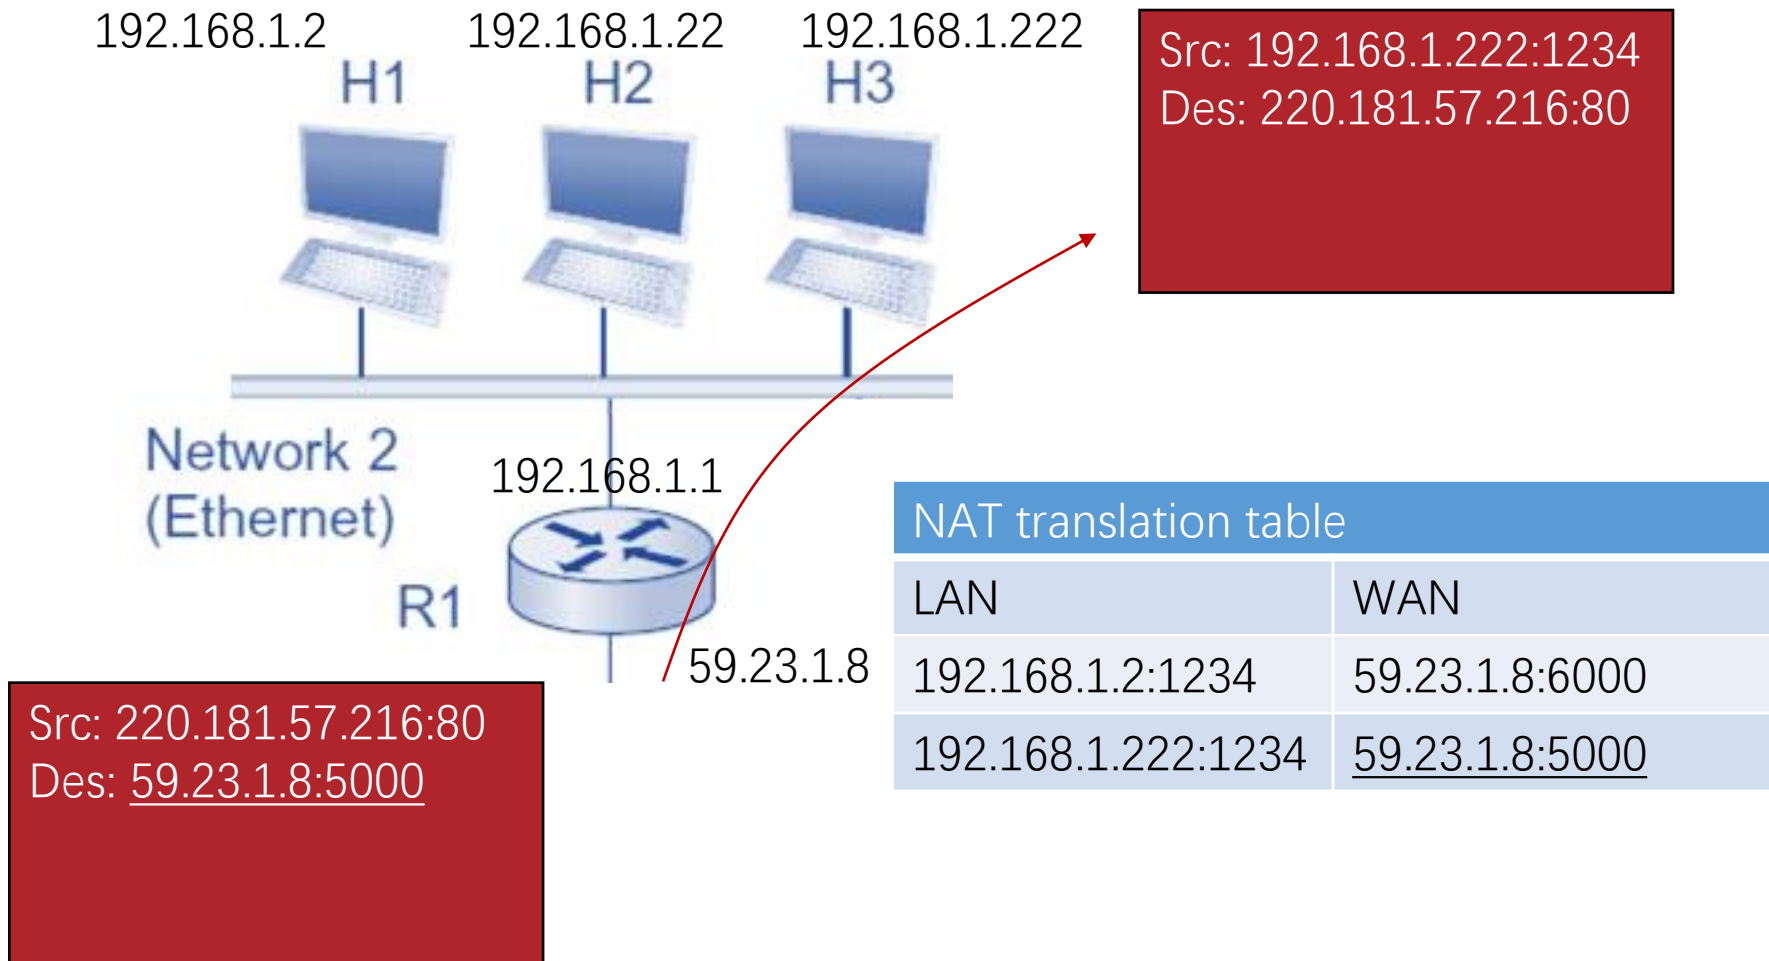 192.168.1.2
192.168.1.22
192.168.1.222
H1
H2
H3
Src: 192.168.1.222:1234
Des: 220.181.57.216:80
Network 2
(Ethernet)
192.168.1.1
R1
59.23.1.8
Src: 220.181.57.216:80
Des: 59.23.1.8:5000
NAT translation table
LAN WAN
192.168.1.2:1234 59.23.1.8:6000
192.168.1.222:1234 59.23.1.8:5000